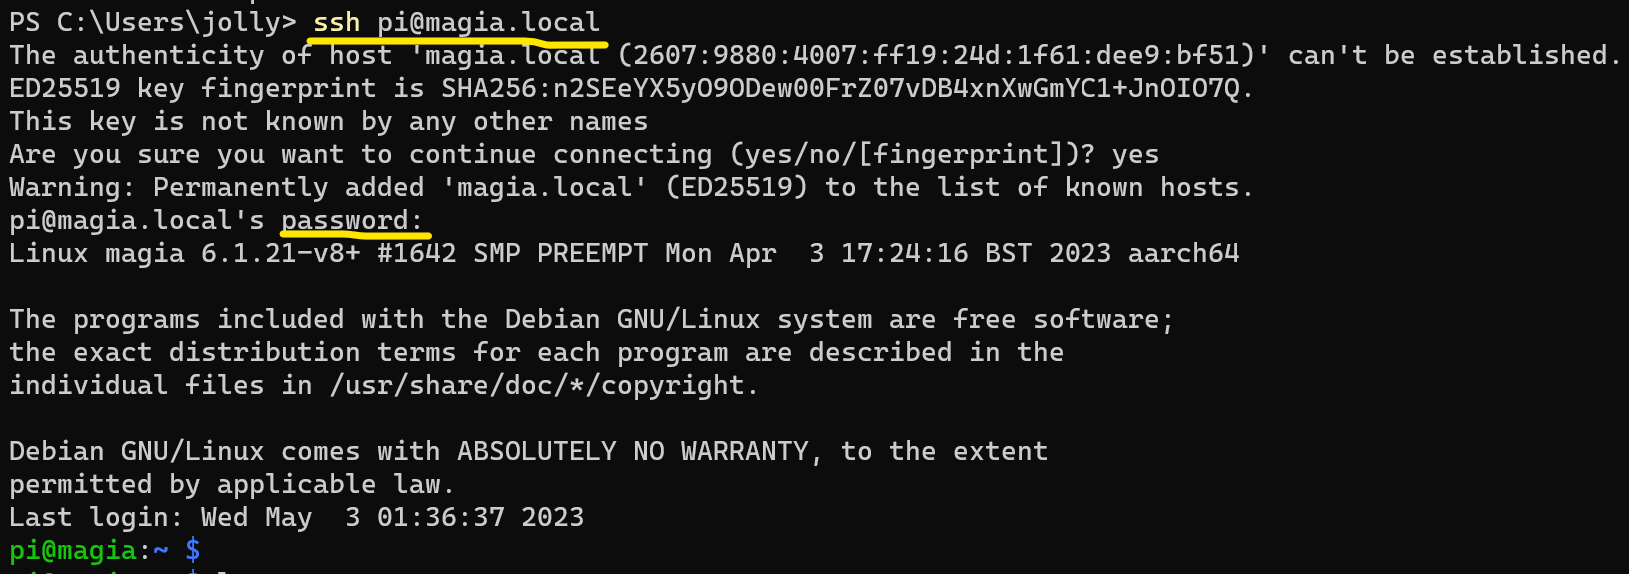 PS C:\Users\jolly> ssh pi@magia.local
The authenticity of host 'magia.local (2607:9880:4007:ff19:24d:1f61:dee9:bf51)' can't be established.
ED25519 key fingerprint is SHA256:n2SEeYX5yO9ODew00FrZ07vDB4xnXwGmYC1+JnOIO7Q.
This key is not known by any other names
Are you sure you want to continue connecting (yes/no/[fingerprint])? yes
Warning: Permanently added 'magia.local' (ED25519) to the list of known hosts.
pi@magia.local's password:
Linux magia 6.1.21-v8+ #1642 SMP PREEMPT Mon Apr  3 17:24:16 BST 2023 aarch64
The programs included with the Debian GNU/Linux system are free software;
the exact distribution terms for each program are described in the
individual files in /usr/share/doc/*/copyright.
Debian GNU/Linux comes with ABSOLUTELY NO WARRANTY, to the extent
permitted by applicable law.
Last login: Wed May  3 01:36:37 2023
pi@magia:~ $